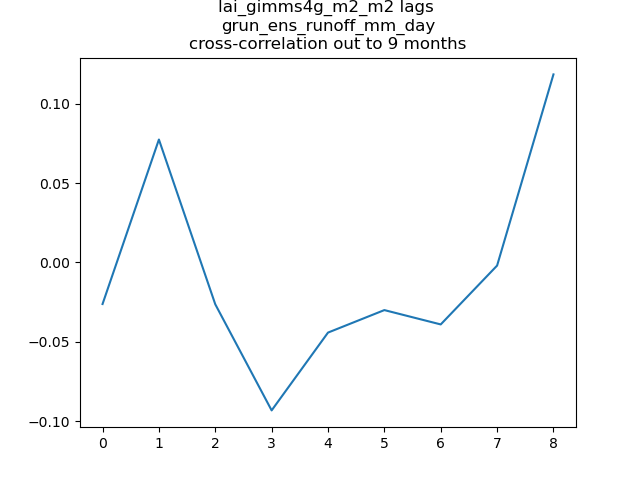 lai_gimms4g_m2_m2 lags
grun_ens_runoff_mm_day
cross-correlation out to 9 months
0.10
0.05
0.00
−0.05
−0.10
0 1 2 3 4 5 6 7 8